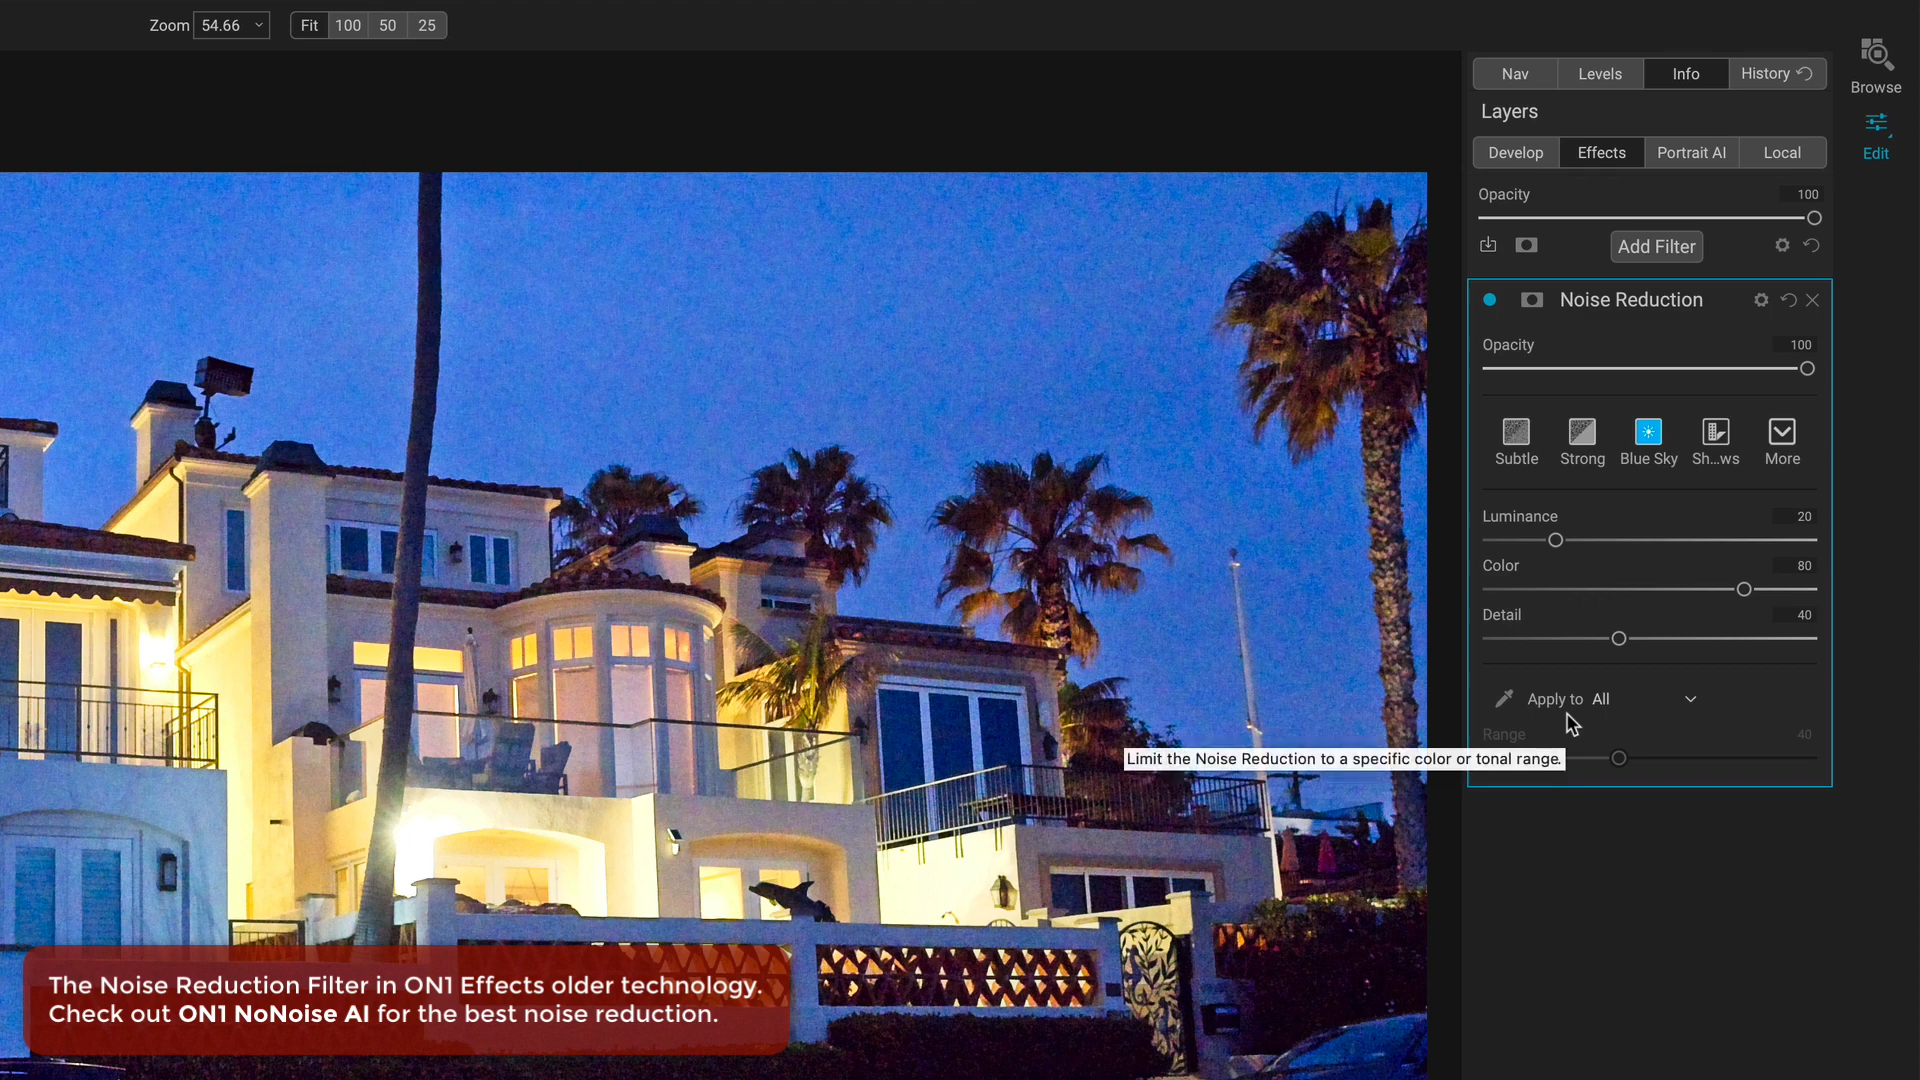 Zoom 54.66 Fit 100 50 25
Browse
Edit
Nav Levels Info History
Layers
Develop Effects Portrait AI Local
Opacity 100
Add Filter
Noise Reduction
Opacity 100
Subtle Strong Blue Sky Sh...ws More
Luminance 20
Color 80
Detail 40
Apply to All
Range 40
Limit the Noise Reduction to a specific color or tonal range.
The Noise Reduction Filter in ON1 Effects older technology.
Check out ON1 NoNoise AI for the best noise reduction.